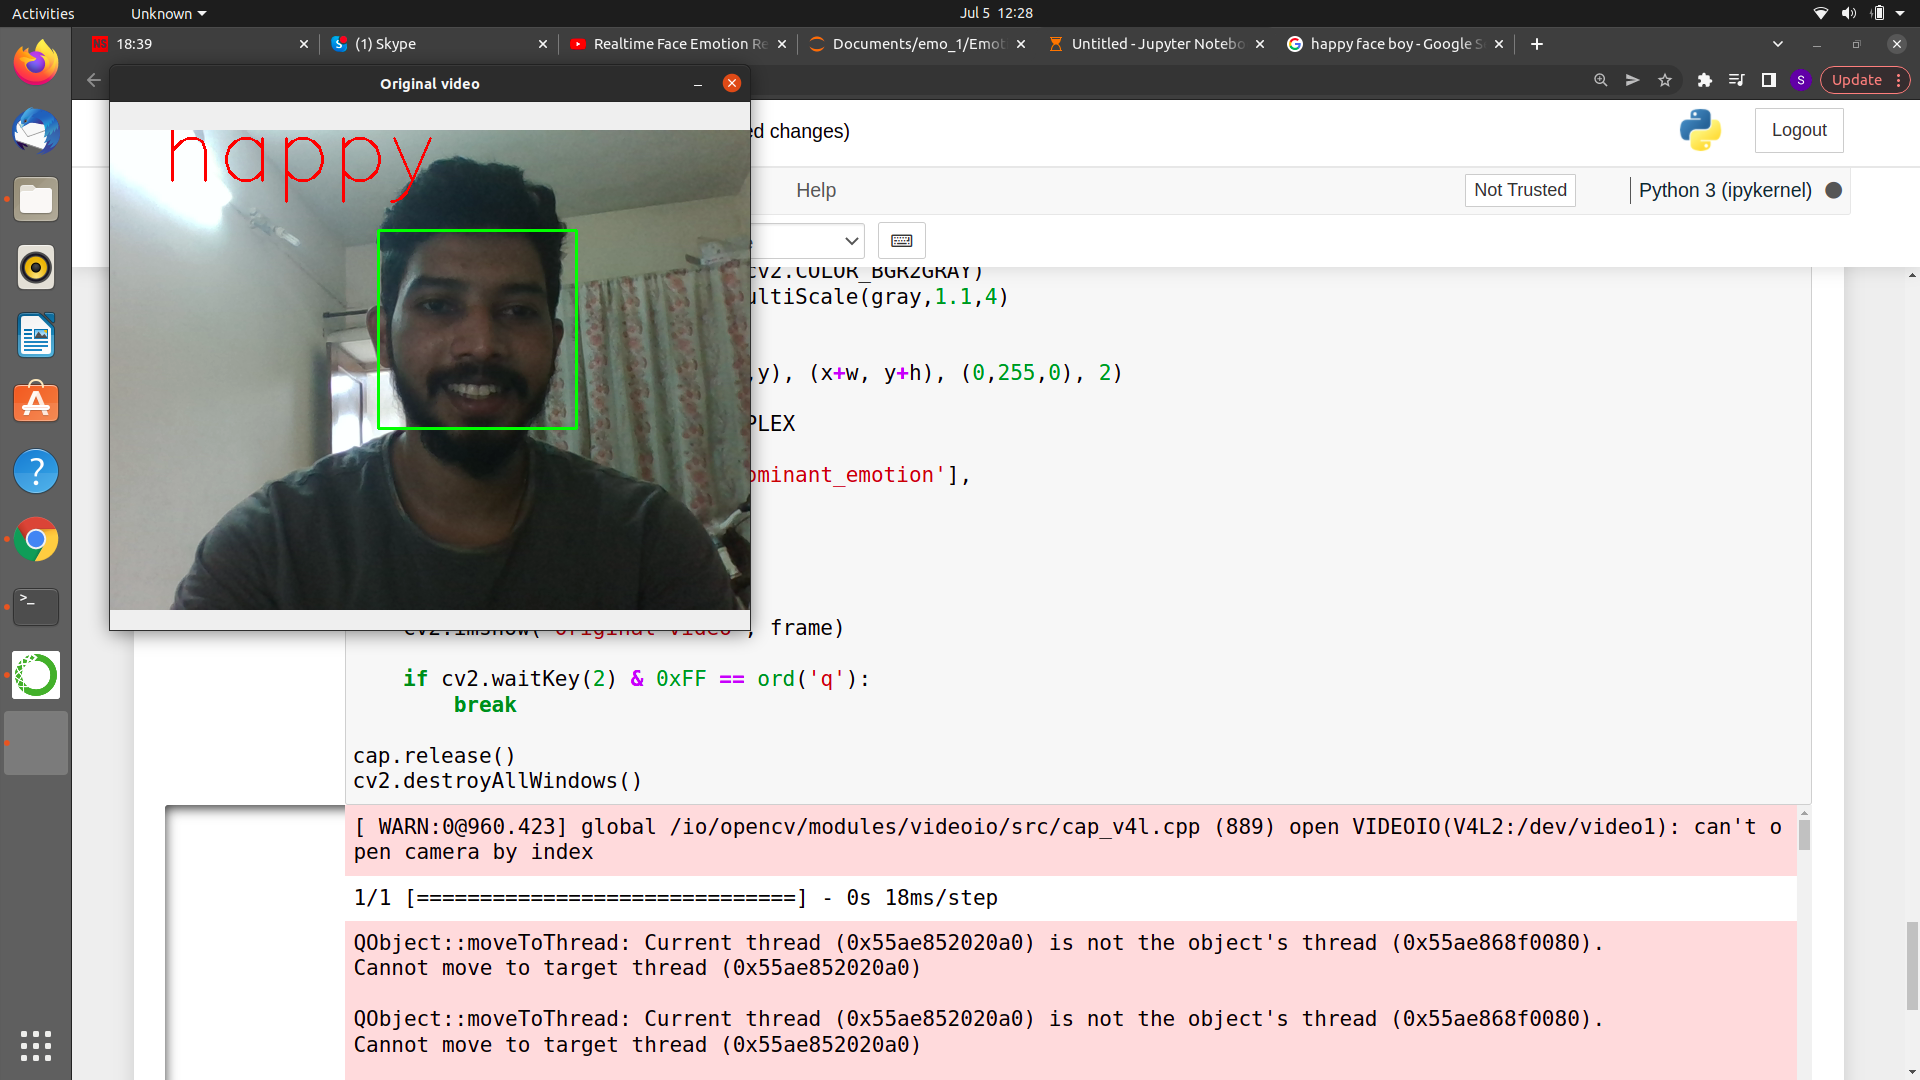 Activities
Unknown
Jul 5 12:28
18:39
(1) Skype
Realtime Face Emotion Re
Documents/emo_1/Emot
Untitled - Jupyter Notebo
happy face boy - Google S
S
Update
Original video
happy
ed changes)
Logout
Help
Not Trusted
Python 3 (ipykernel)
cv2.COLOR_BGR2GRAY)
ultiScale(gray,1.1,4)
,y), (x+w, y+h), (0,255,0), 2)
PLEX
ominant_emotion'],
cv2.imshow('Original video', frame)
if cv2.waitKey(2) & 0xFF == ord('q'):
break
cap.release()
cv2.destroyAllWindows()
[ WARN:0@960.423] global /io/opencv/modules/videoio/src/cap_v4l.cpp (889) open VIDEOIO(V4L2:/dev/video1): can't o
pen camera by index
1/1 [==============================] - 0s 18ms/step
QObject::moveToThread: Current thread (0x55ae852020a0) is not the object's thread (0x55ae868f0080).
Cannot move to target thread (0x55ae852020a0)
QObject::moveToThread: Current thread (0x55ae852020a0) is not the object's thread (0x55ae868f0080).
Cannot move to target thread (0x55ae852020a0)